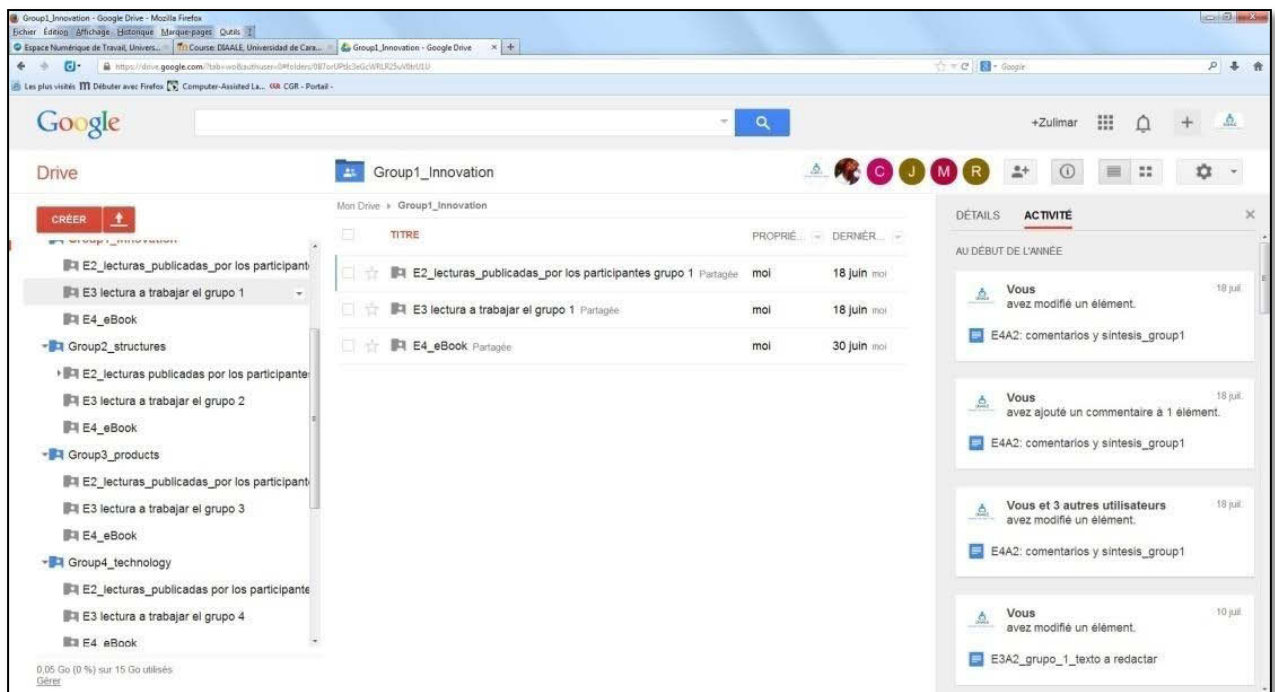 Group1_Innovation - Google Drive - Mozilla Firefox
Fichier Édition Affichage Historique Marque-pages Outils ?
Espace Numérique de Travail, Univers...
Course: DIAALE, Universidad de Cara...
Group1_Innovation - Google Drive
Google
Les plus visités
Débuter avec Firefox
Computer-Assisted La...
CGR - Portail -
Google
+Zulimar
Drive
Group1_Innovation
C J M R
CRÉER
Mon Drive Group1_Innovation
TITRE PROPRIÉ... DERNIÈR...
E2_lecturas_publicadas_por los participantes grupo 1 Partagée moi 18 juin moi
E3 lectura a trabajar el grupo 1 Partagée moi 18 juin moi
E4_eBook Partagée moi 30 juin moi
Group1_Innovation
E2_lecturas_publicadas_por los participant
E3 lectura a trabajar el grupo 1
E4_eBook
Group2_structures
E2_lecturas publicadas por los participante
E3 lectura a trabajar el grupo 2
E4_eBook
Group3_products
E2_lecturas_publicadas_por los participant
E3 lectura a trabajar el grupo 3
E4_eBook
Group4_technology
E2_lecturas_publicadas por los participante
E3 lectura a trabajar el grupo 4
E4_eBook
0,05 Go (0 %) sur 15 Go utilisés
Gérer
DÉTAILS ACTIVITÉ
AU DÉBUT DE L'ANNÉE
Vous 18 juil.
avez modifié un élément.
E4A2: comentarios y síntesis_group1
Vous 18 juil.
avez ajouté un commentaire à 1 élément.
E4A2: comentarios y síntesis_group1
Vous et 3 autres utilisateurs 18 juil.
avez modifié un élément.
E4A2: comentarios y síntesis_group1
Vous 10 juil.
avez modifié un élément.
E3A2_grupo_1_texto a redactar